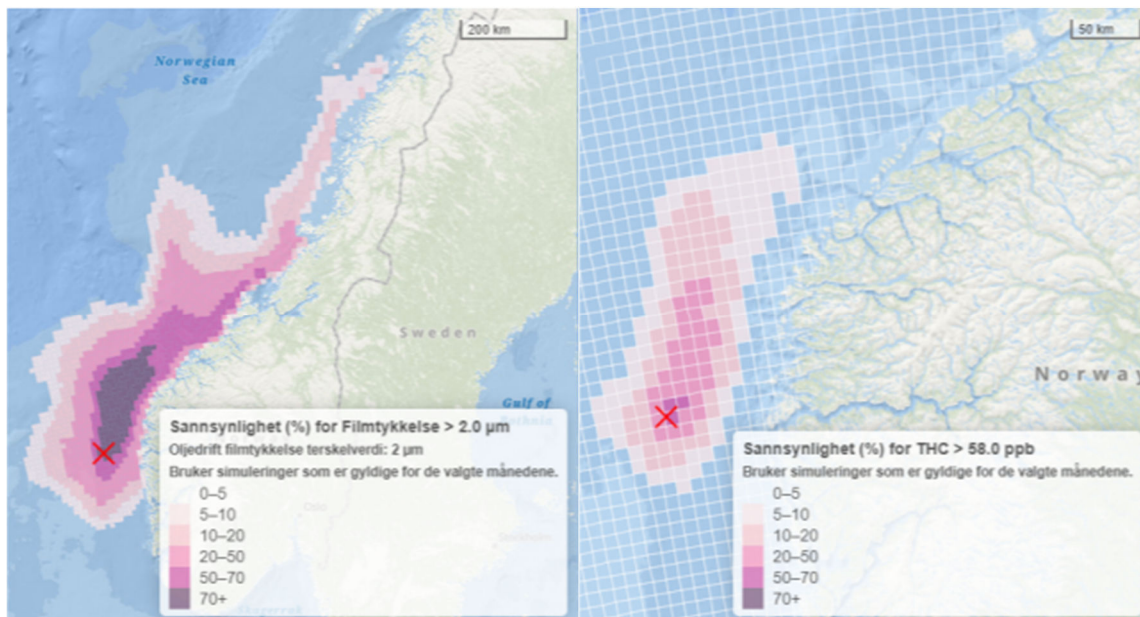 200 km
Norwegian
Sea
Sweden
Gulf of
Sannsynlighet (%) for Filmtykkelse > 2.0 µm
Oljedrift filmtykkelse terskelverdi: 2 µm
Bruker simuleringer som er gyldige for de valgte månedene.
0–5
5–10
10–20
20–50
50–70
70+
50 km
Norway
Sannsynlighet (%) for THC > 58.0 ppb
Bruker simuleringer som er gyldige for de valgte månedene.
0–5
5–10
10–20
20–50
50–70
70+